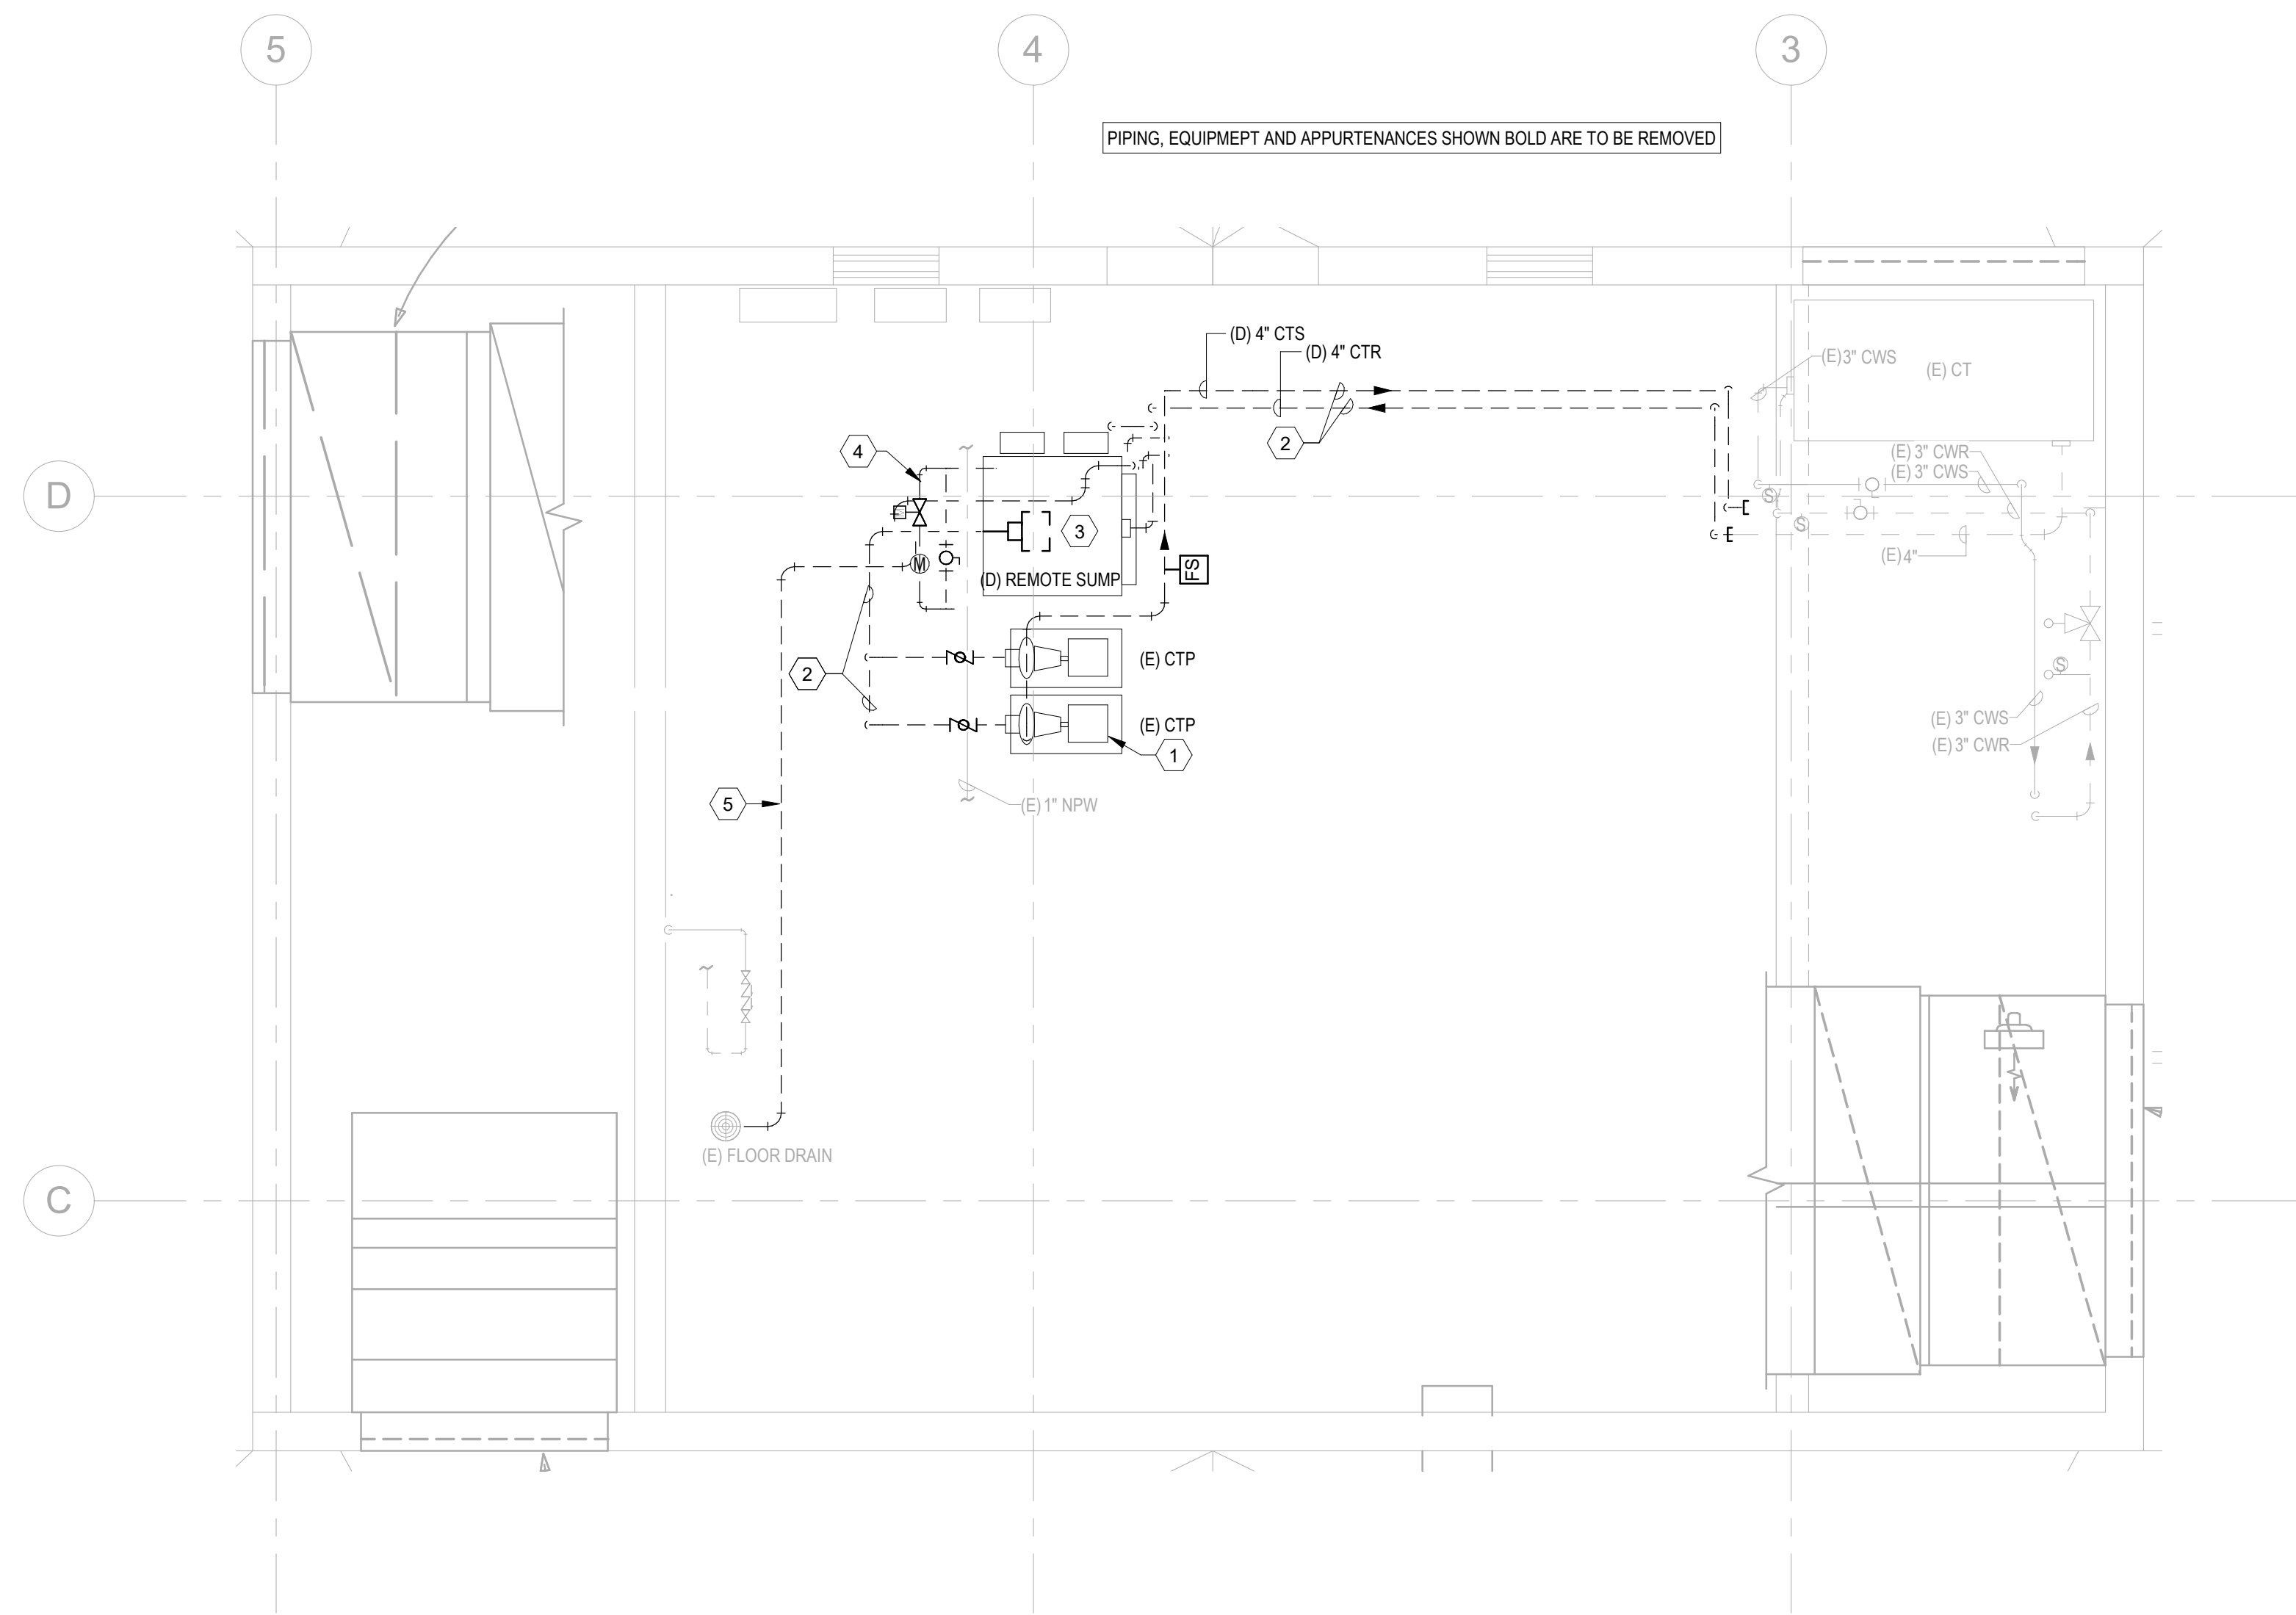 5
4
3
PIPING, EQUIPMEPT AND APPURTENANCES SHOWN BOLD ARE TO BE REMOVED
(D) 4" CTS
(D) 4" CTR
(E) 3" CWS
(E) CT
2
4
(E) 3" CWR
(E) 3" CWS
D
S
S
3
(E) 4"
M
FS
(D) REMOTE SUMP
(E) CTP
S
2
(E) 3" CWS
(E) CTP
(E) 3" CWR
1
5
(E) 1" NPW
(E) FLOOR DRAIN
C